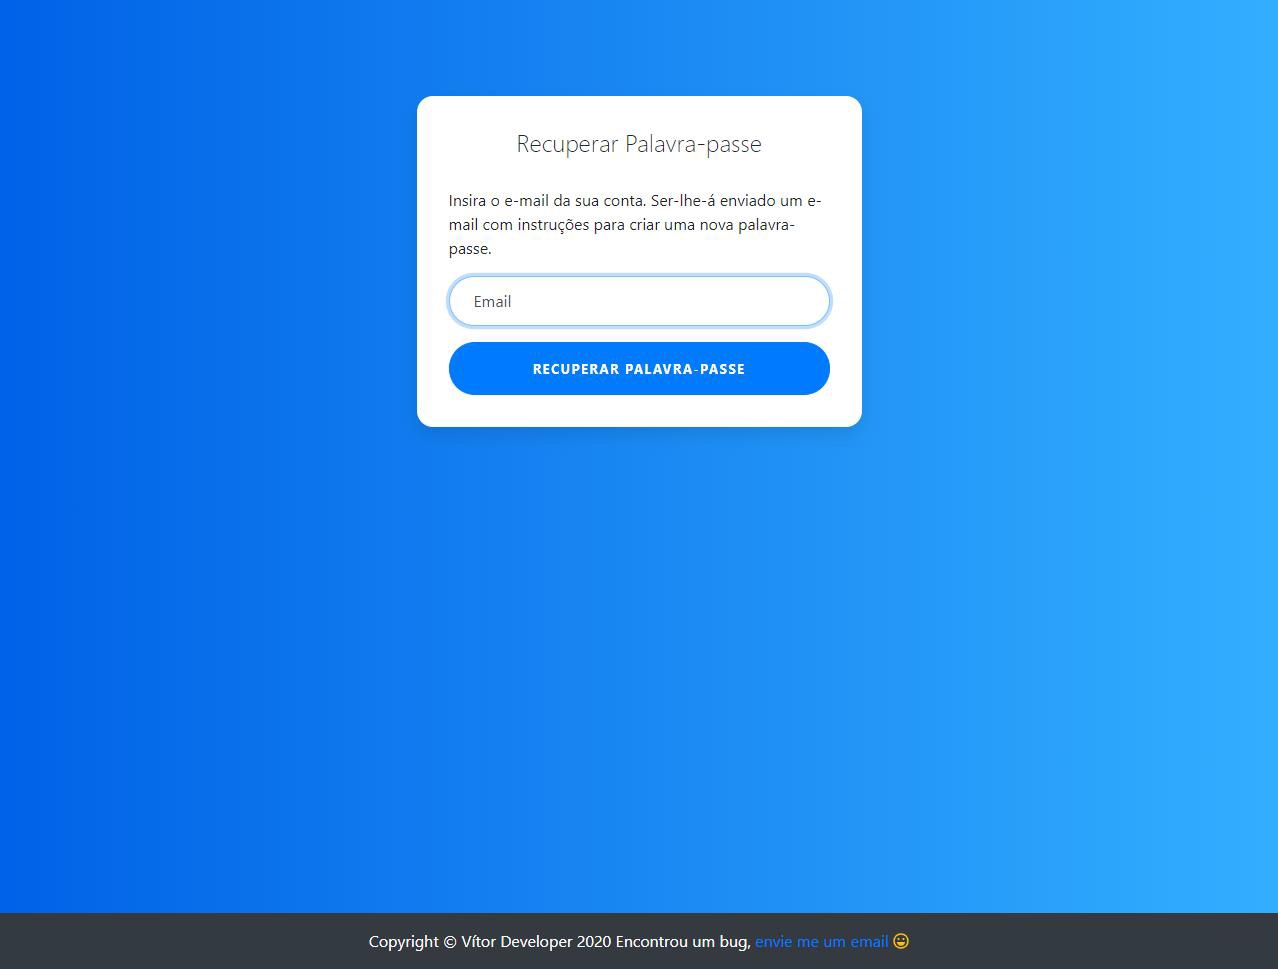 Recuperar Palavra-passe
Insira o e-mail da sua conta. Ser-lhe-á enviado um e-
mail com instruções para criar uma nova palavra-
passe.
Email
RECUPERAR PALAVRA-PASSE
Copyright © Vítor Developer 2020 Encontrou um bug, envie me um email